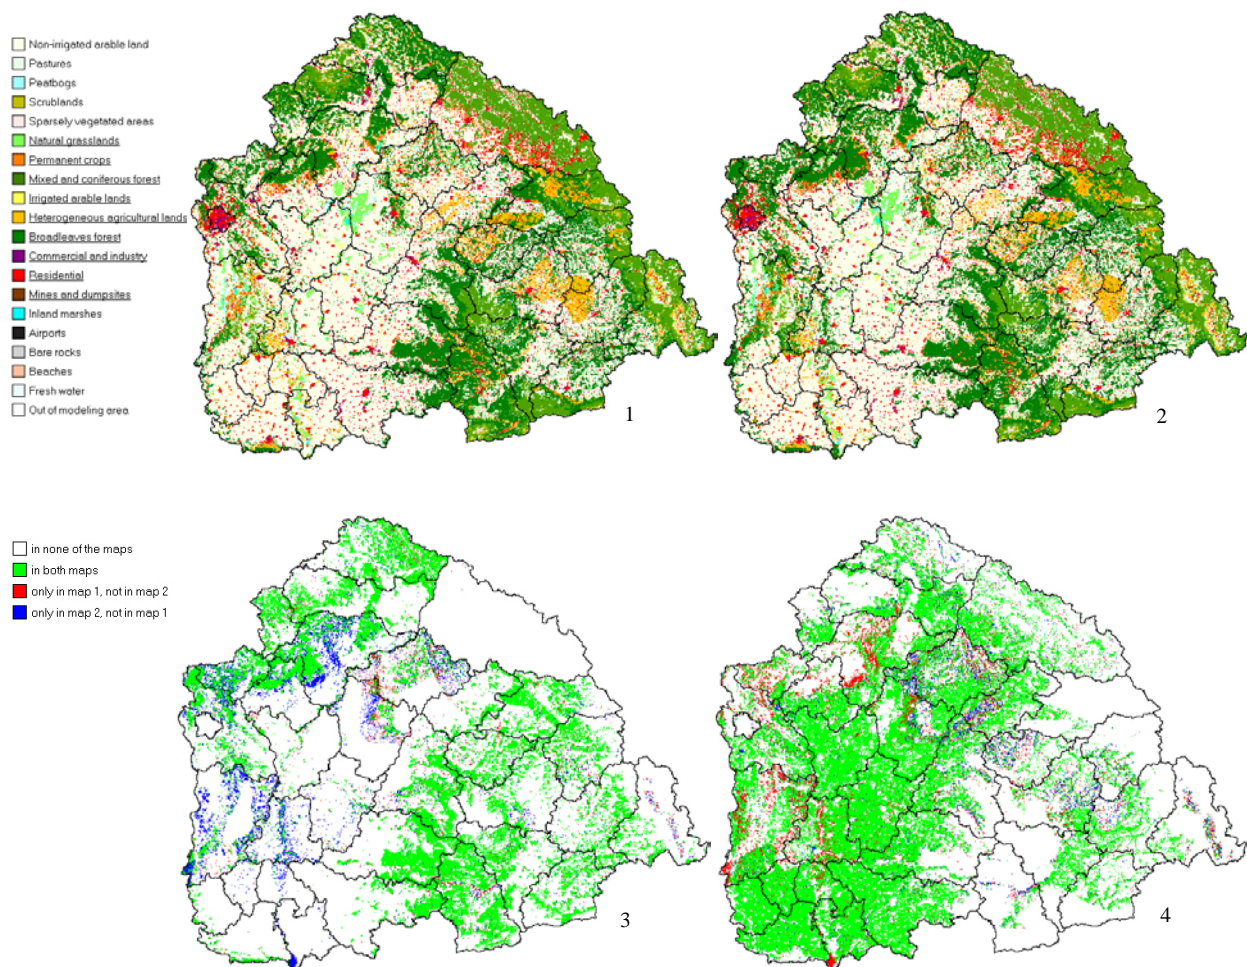 Non-irrigated arable land
Pastures
Peatbogs
Scrublands
Sparsely vegetated areas
Natural grasslands
Permanent crops
Mixed and coniferous forest
Irrigated arable lands
Heterogeneous agricultural lands
Broadleaves forest
Commercial and industry
Residential
Mines and dumpsites
Inland marshes
Airports
Bare rocks
Beaches
Fresh water
Out of modeling area
1
2
in none of the maps
in both maps
only in map 1, not in map 2
only in map 2, not in map 1
3
4